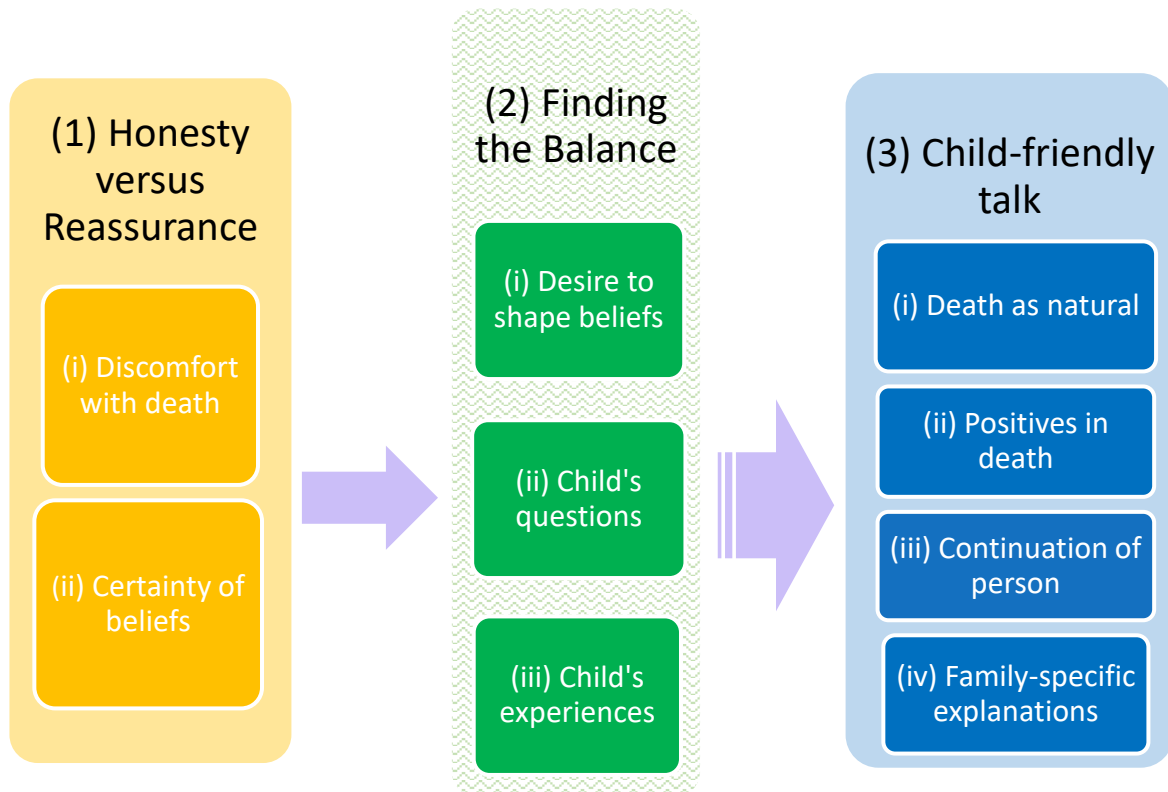 (1) Honesty
versus
Reassurance
(i) Discomfort
with death
(ii) Certainty of
beliefs
(2) Finding
the Balance
(i) Desire to
shape beliefs
(ii) Child's
questions
(iii) Child's
experiences
(3) Child-friendly
talk
(i) Death as natural
(ii) Positives in
death
(iii) Continuation of
person
(iv) Family-specific
explanations